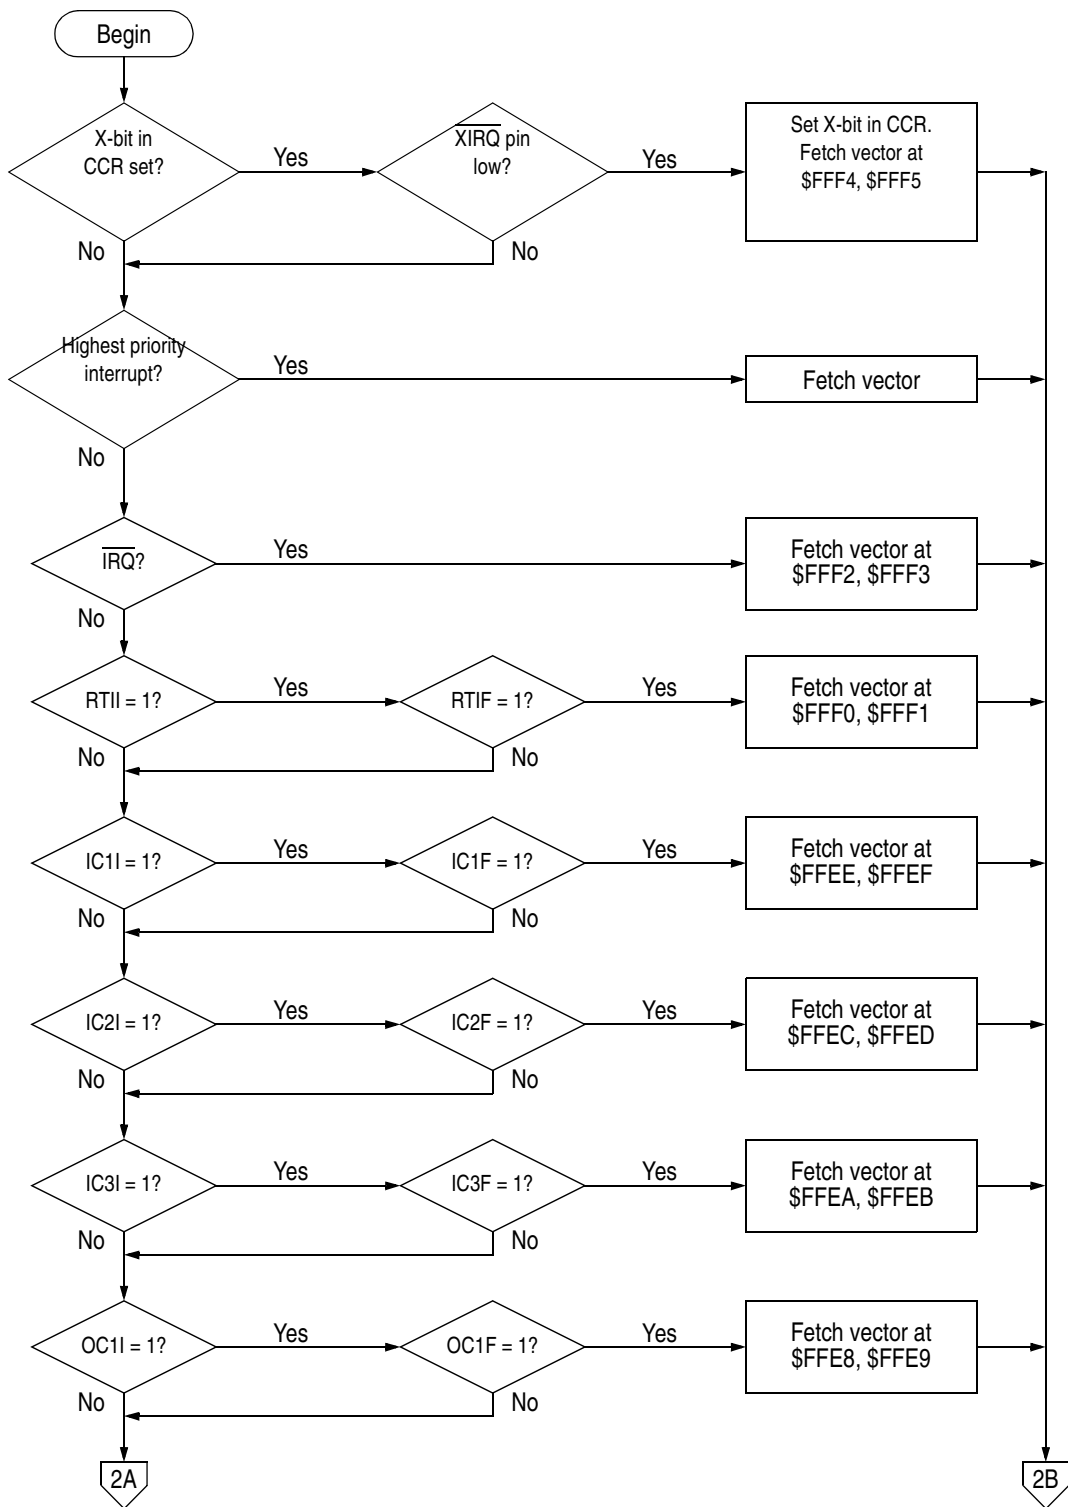 Begin
X-bit in
CCR set?
Yes
XIRQ pin
low?
Yes
Set X-bit in CCR.
Fetch vector at
$FFF4, $FFF5
No
No
Highest priority
interrupt?
Yes
Fetch vector
No
IRQ?
Yes
Fetch vector at
$FFF2, $FFF3
No
RTII = 1?
Yes
RTIF = 1?
Yes
Fetch vector at
$FFF0, $FFF1
No
No
IC1I = 1?
Yes
IC1F = 1?
Yes
Fetch vector at
$FFEE, $FFEF
No
No
IC2I = 1?
Yes
IC2F = 1?
Yes
Fetch vector at
$FFEC, $FFED
No
No
IC3I = 1?
Yes
IC3F = 1?
Yes
Fetch vector at
$FFEA, $FFEB
No
No
OC1I = 1?
Yes
OC1F = 1?
Yes
Fetch vector at
$FFE8, $FFE9
No
No
2A
2B